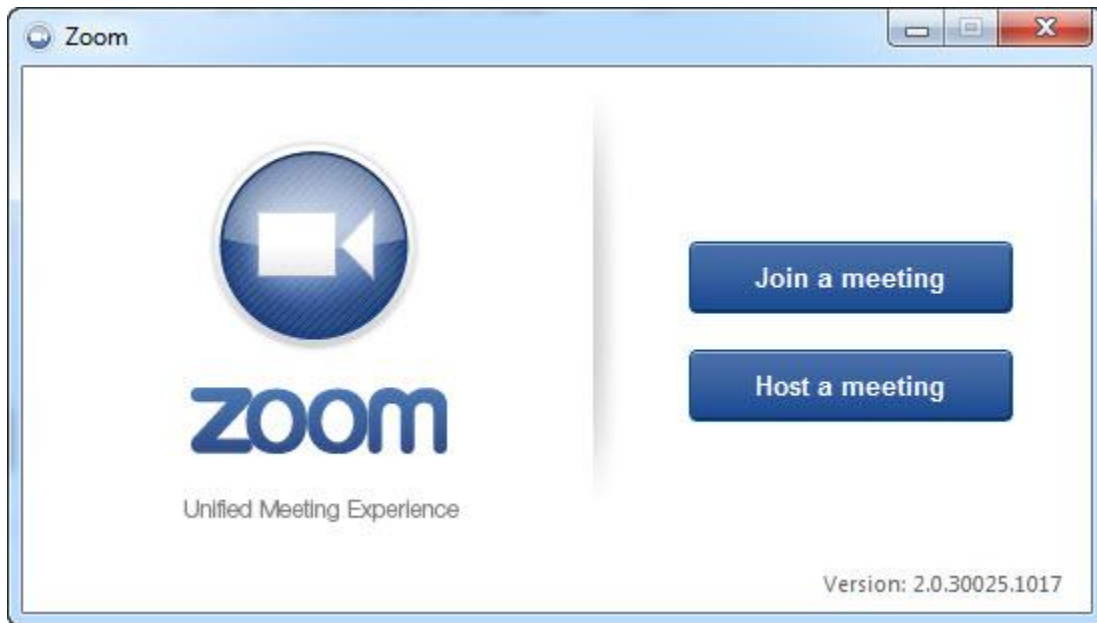 Zoom
zoom
Unified Meeting Experience
Join a meeting
Host a meeting
Version: 2.0.30025.1017